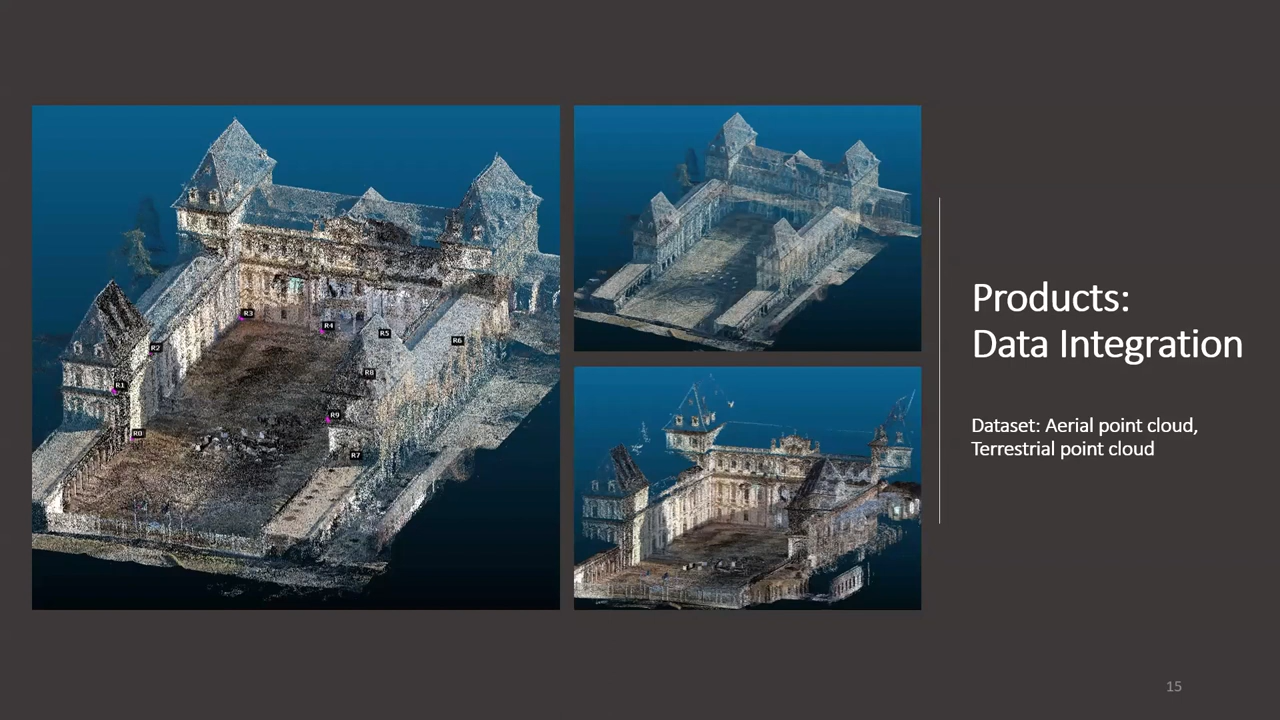 R3
R4
R5
R6
R2
R8
R1
R9
R0
R7
Products:
Data Integration
Dataset: Aerial point cloud,
Terrestrial point cloud
15